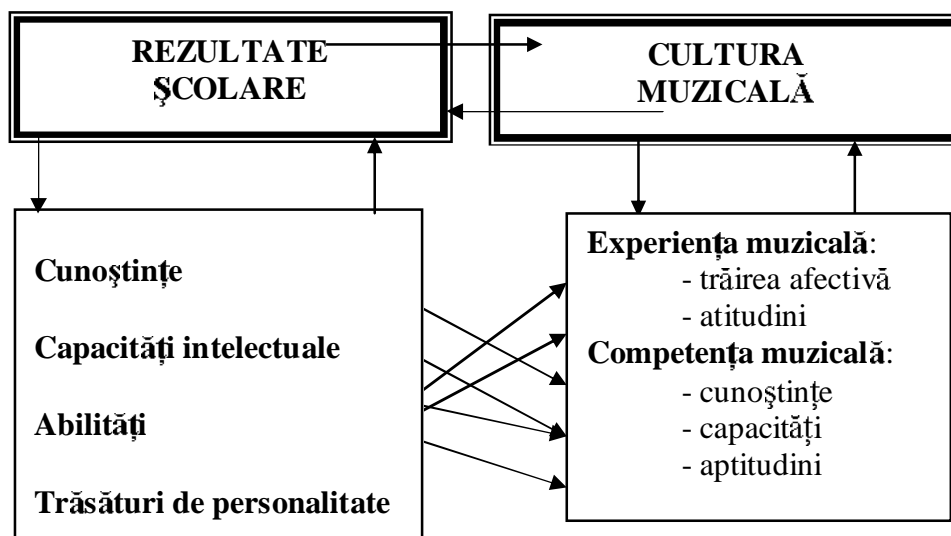 REZULTATE
ŞCOLARE
CULTURA
MUZICALĂ
Cunoştinţe
Capacităţi intelectuale
Abilităţi
Trăsături de personalitate
Experienţa muzicală:
- trăirea afectivă
- atitudini
Competenţa muzicală:
- cunoştinţe
- capacităţi
- aptitudini